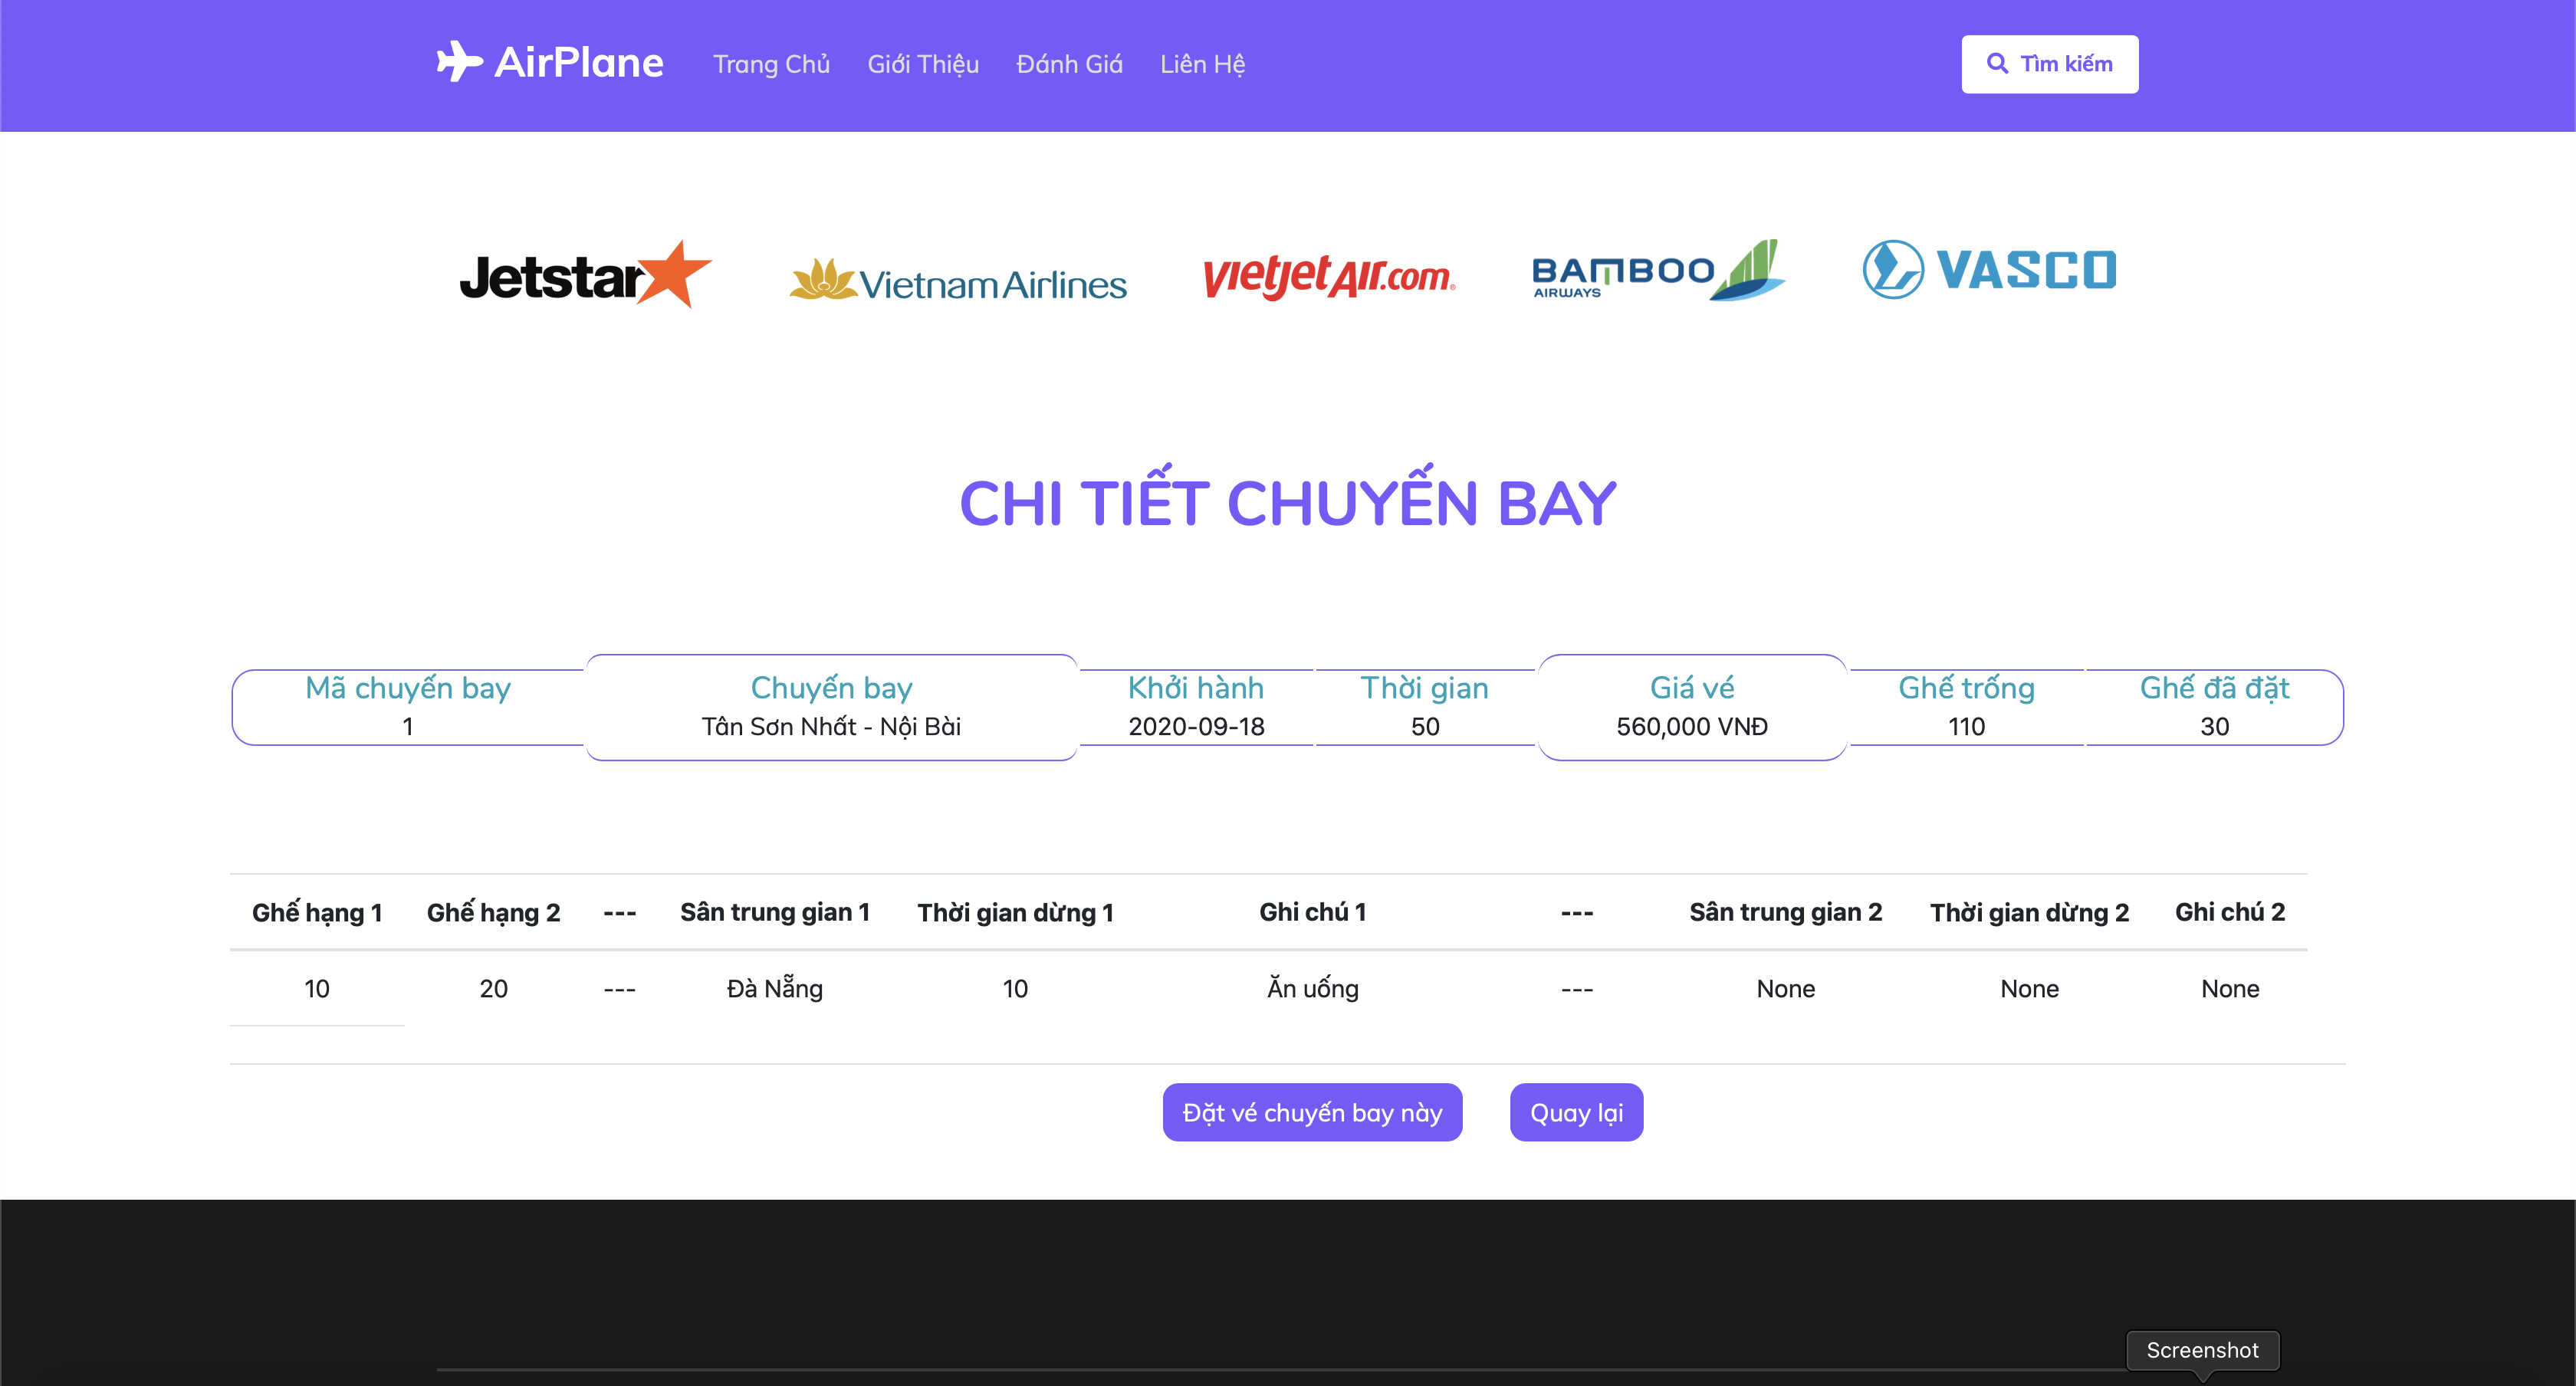 AirPlane Trang Chủ Giới Thiệu Đánh Giá Liên Hệ Tìm kiếm
Jetstar Vietnam Airlines vietjetAir.com BAMBOO AIRWAYS VASCO
CHI TIẾT CHUYẾN BAY
Mã chuyến bay Chuyến bay Khởi hành Thời gian Giá vé Ghế trống Ghế đã đặt
1 Tân Sơn Nhất - Nội Bài 2020-09-18 50 560,000 VNĐ 110 30
Ghế hạng 1 Ghế hạng 2 --- Sân trung gian 1 Thời gian dừng 1 Ghi chú 1 --- Sân trung gian 2 Thời gian dừng 2 Ghi chú 2
10 20 --- Đà Nẵng 10 Ăn uống --- None None None
Đặt vé chuyến bay này Quay lại
Screenshot